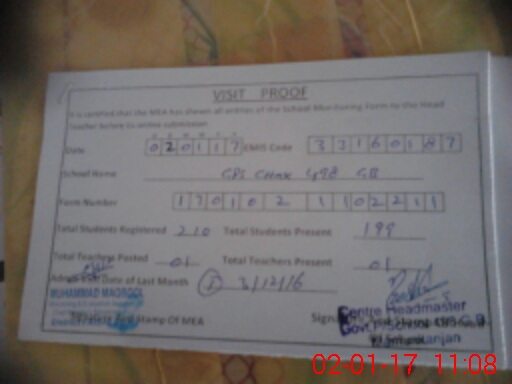 VISIT PROOF
It is certified that the MEA has shown all entries of the School Monitoring Form to the Head
Teacher before its online submission
D D M M Y Y
Date 0 2 0 1 1 7 EMIS Code 3 3 1 6 0 1 8 7
School Name GPS Chak 498 GB
Form Number 1 7 0 1 0 2 1 1 0 2 2 1 1
Total Students Registered 210 Total Students Present 199
Total Teachers Posted 01 Total Teachers Present 01
Admin Visit Date of Last Month 3/12/16
MUHAMMAD MAQSOOD
Centre Headmaster
Signature and Stamp Of MEA
02-01-17 11:08